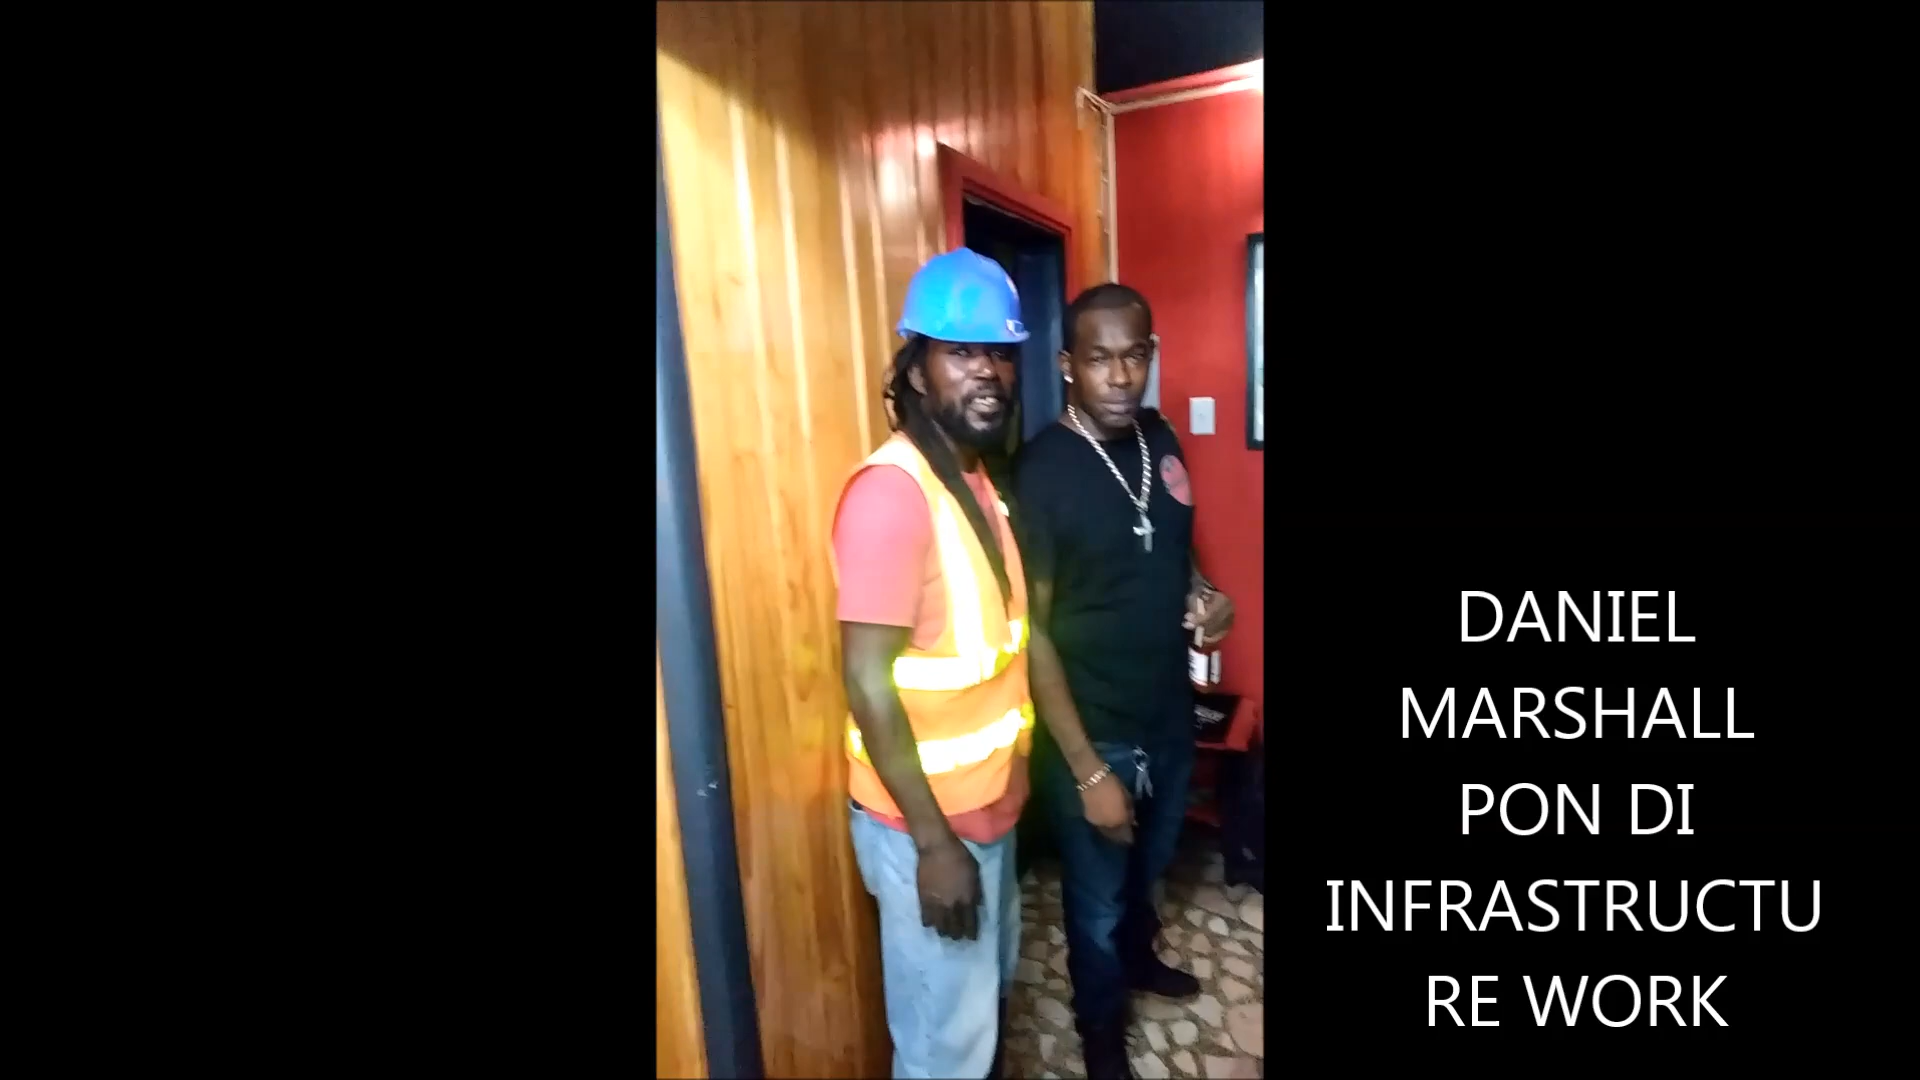 DANIEL
MARSHALL
PON DI
INFRASTRUCTU
RE WORK